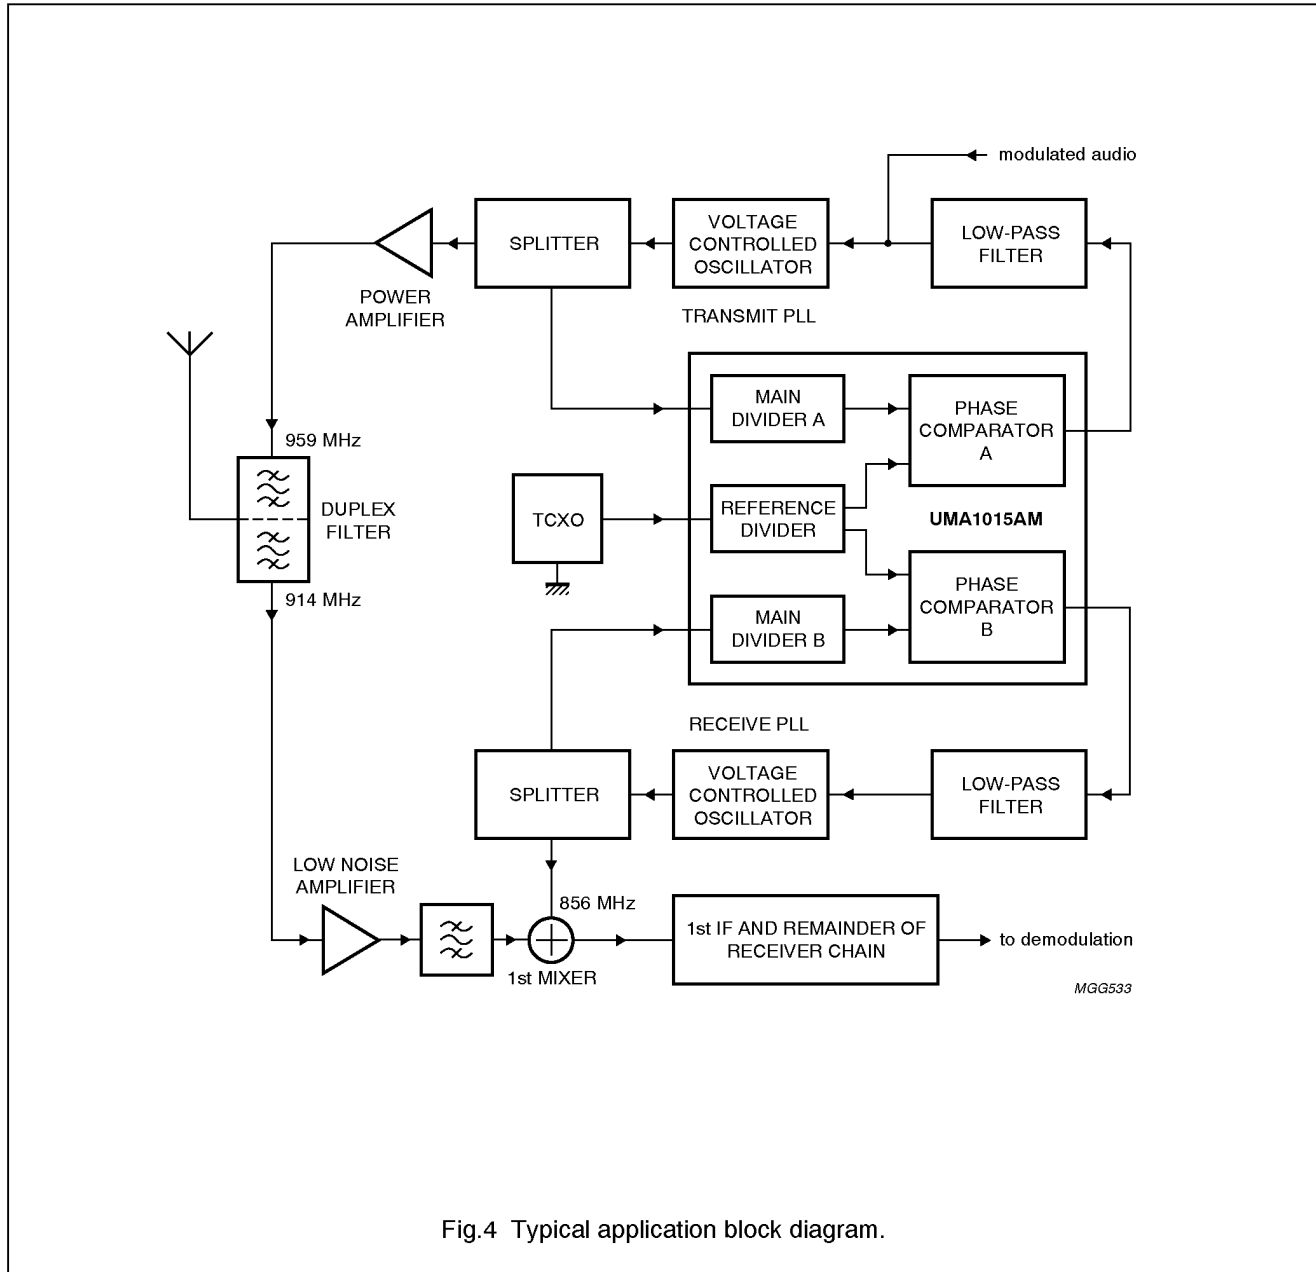 modulated audio
SPLITTER
VOLTAGE
CONTROLLED
OSCILLATOR
LOW-PASS
FILTER
POWER
AMPLIFIER
TRANSMIT PLL
MAIN
DIVIDER A
PHASE
COMPARATOR
A
959 MHz
DUPLEX
FILTER
TCXO
REFERENCE
DIVIDER
UMA1015AM
914 MHz
MAIN
DIVIDER B
PHASE
COMPARATOR
B
RECEIVE PLL
SPLITTER
VOLTAGE
CONTROLLED
OSCILLATOR
LOW-PASS
FILTER
LOW NOISE
AMPLIFIER
856 MHz
1st MIXER
1st IF AND REMAINDER OF
RECEIVER CHAIN
to demodulation
MGG533
Fig.4 Typical application block diagram.